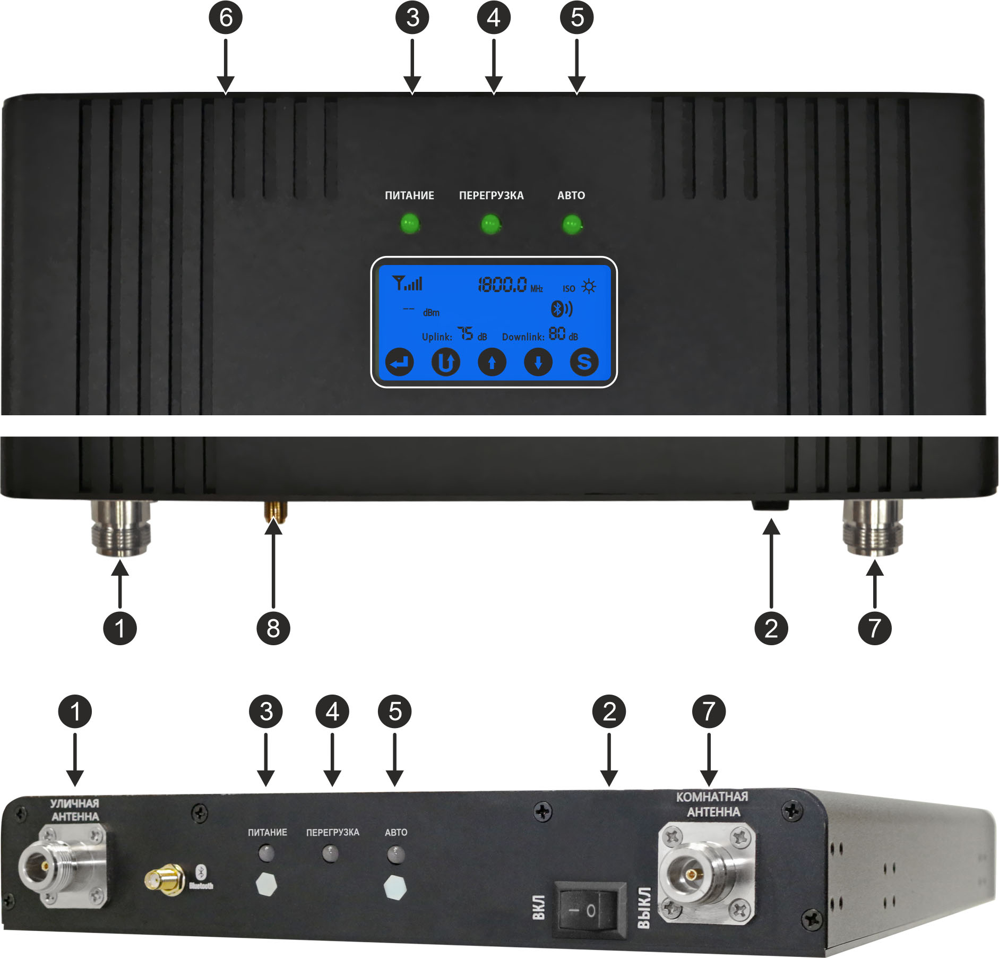 6 3 4 5
ПИТАНИЕ ПЕРЕГРУЗКА АВТО
1800.0 MHz ISO
-- dBm
Uplink: 75 dB Downlink: 80 dB
U S
1 8 2 7
1 3 4 5 2 7
УЛИЧНАЯ
АНТЕННА
КОМНАТНАЯ
АНТЕННА
ПИТАНИЕ ПЕРЕГРУЗКА АВТО
Bluetooth
ВКЛ
I O
ВЫКЛ